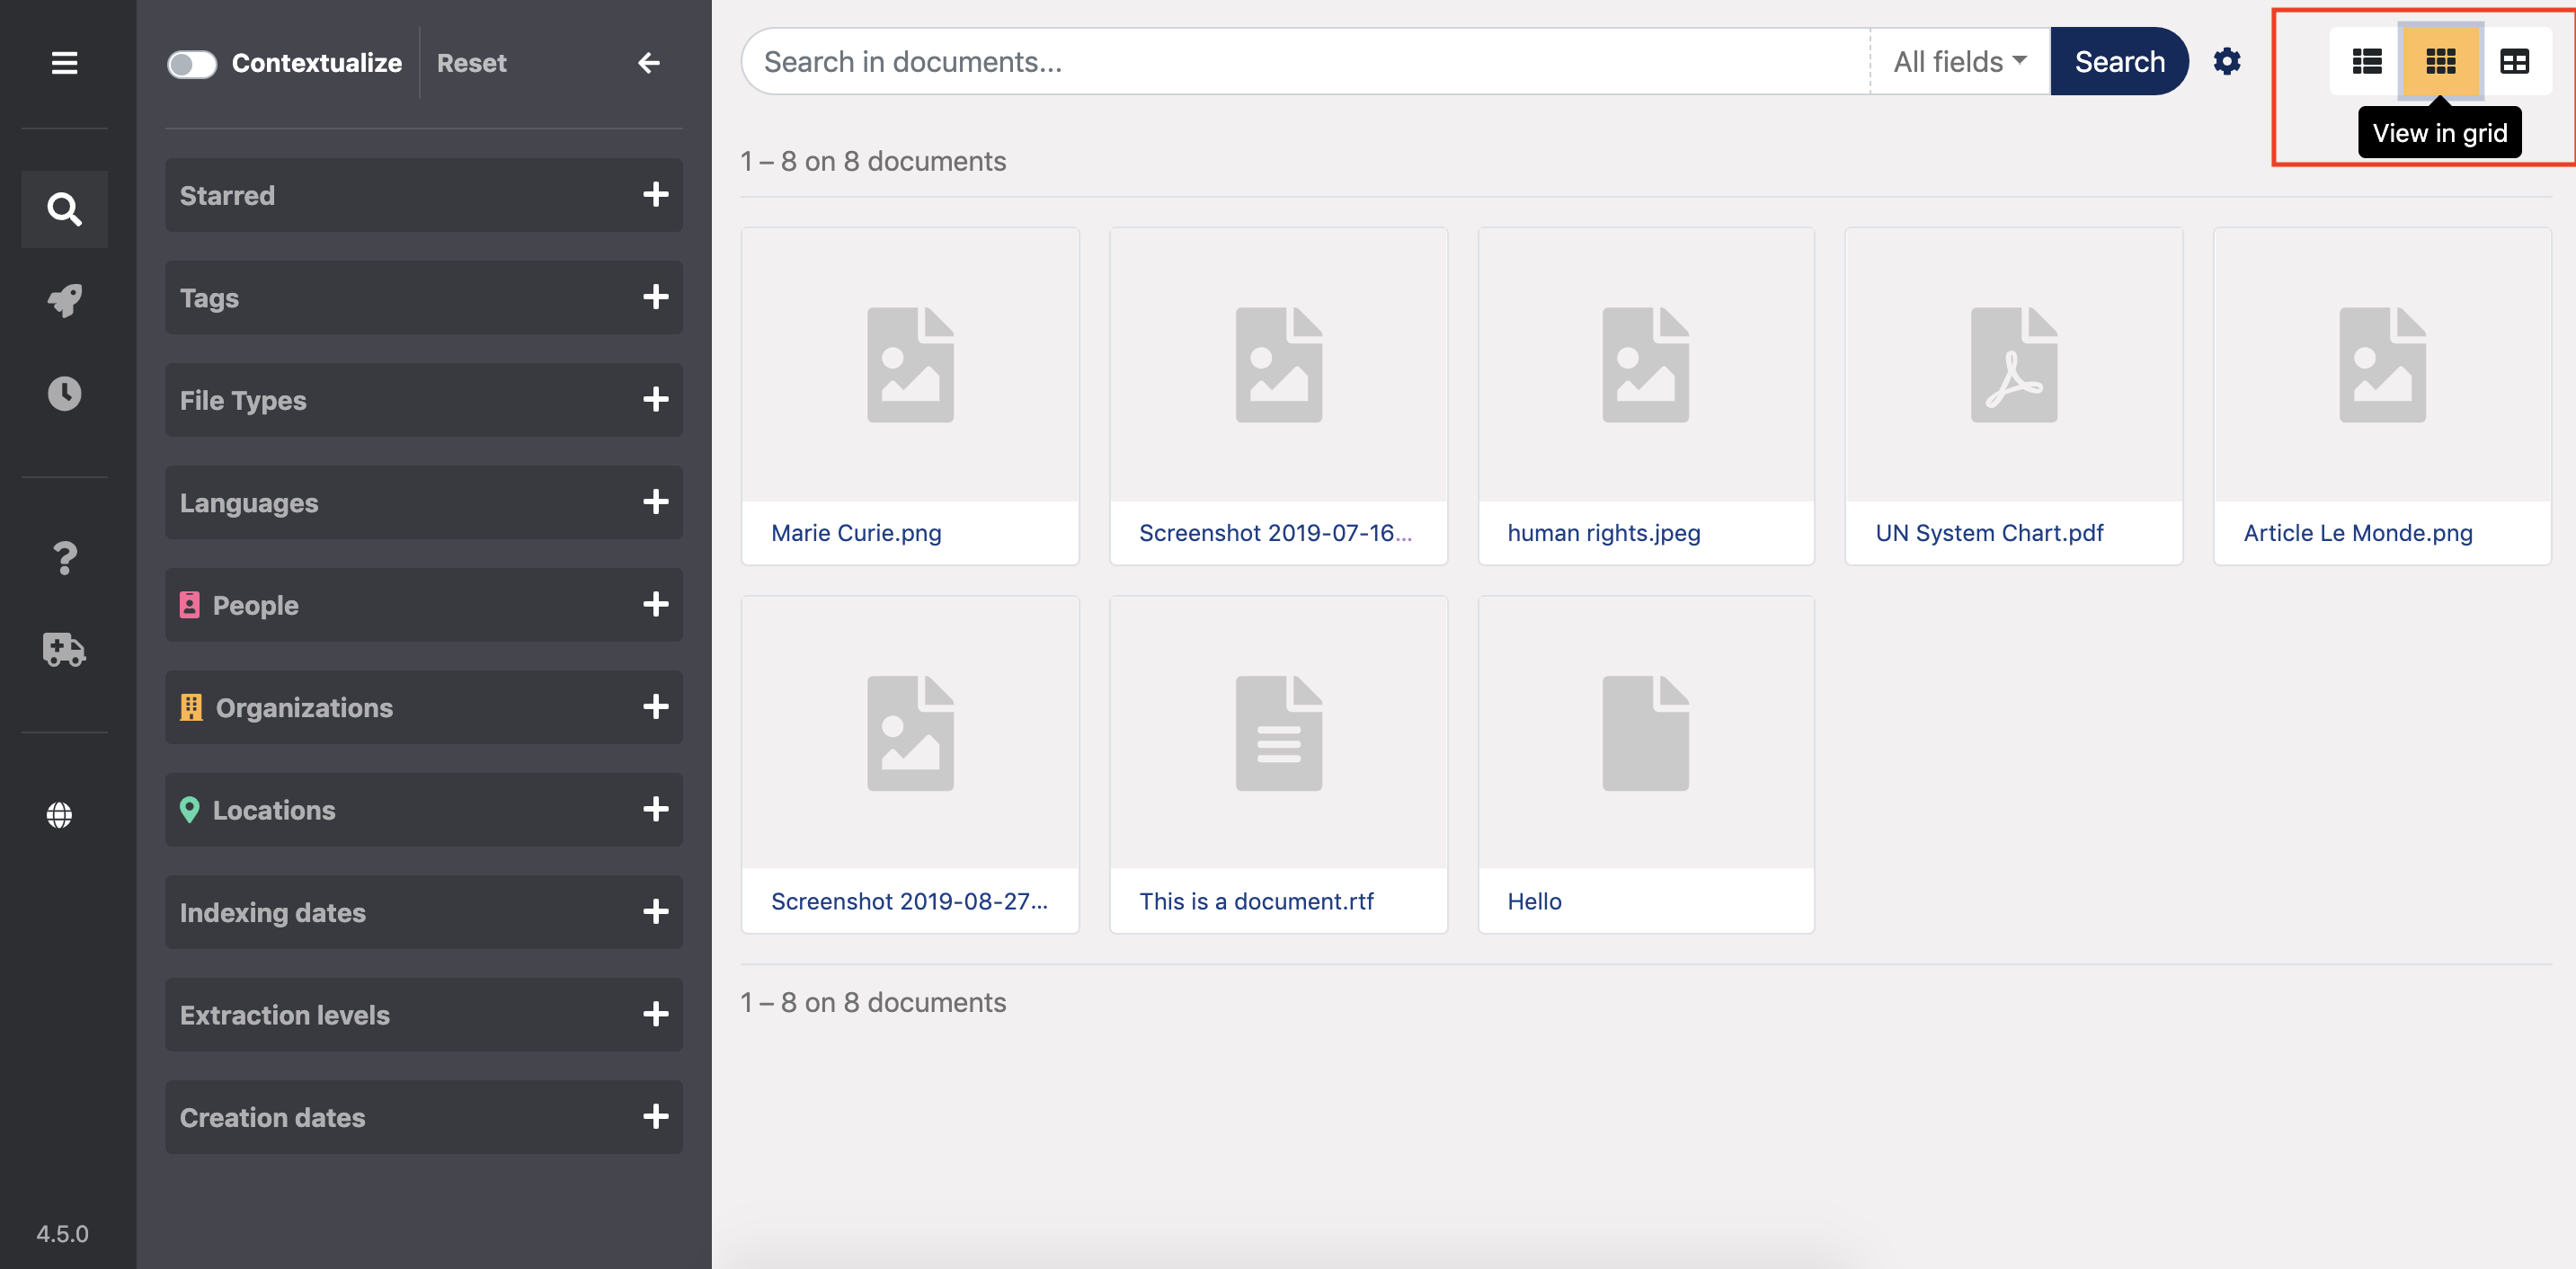 Contextualize
Reset
Starred
Tags
File Types
Languages
People
Organizations
Locations
Indexing dates
Extraction levels
Creation dates
4.5.0
Search in documents...
All fields
Search
View in grid
1 – 8 on 8 documents
Marie Curie.png
Screenshot 2019-07-16...
human rights.jpeg
UN System Chart.pdf
Article Le Monde.png
Screenshot 2019-08-27...
This is a document.rtf
Hello
1 – 8 on 8 documents